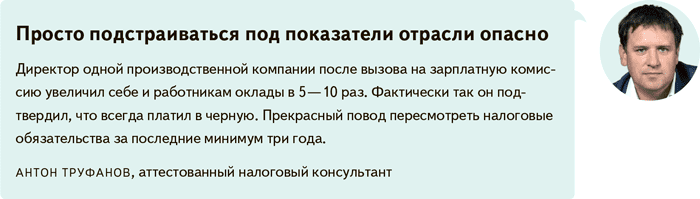 Просто подстраиваться под показатели отрасли опасно
Директор одной производственной компании после вызова на зарплатную комис-
сию увеличил себе и работникам оклады в 5—10 раз. Фактически так он под-
твердил, что всегда платил в черную. Прекрасный повод пересмотреть налоговые
обязательства за последние минимум три года.
АНТОН ТРУФАНОВ, аттестованный налоговый консультант